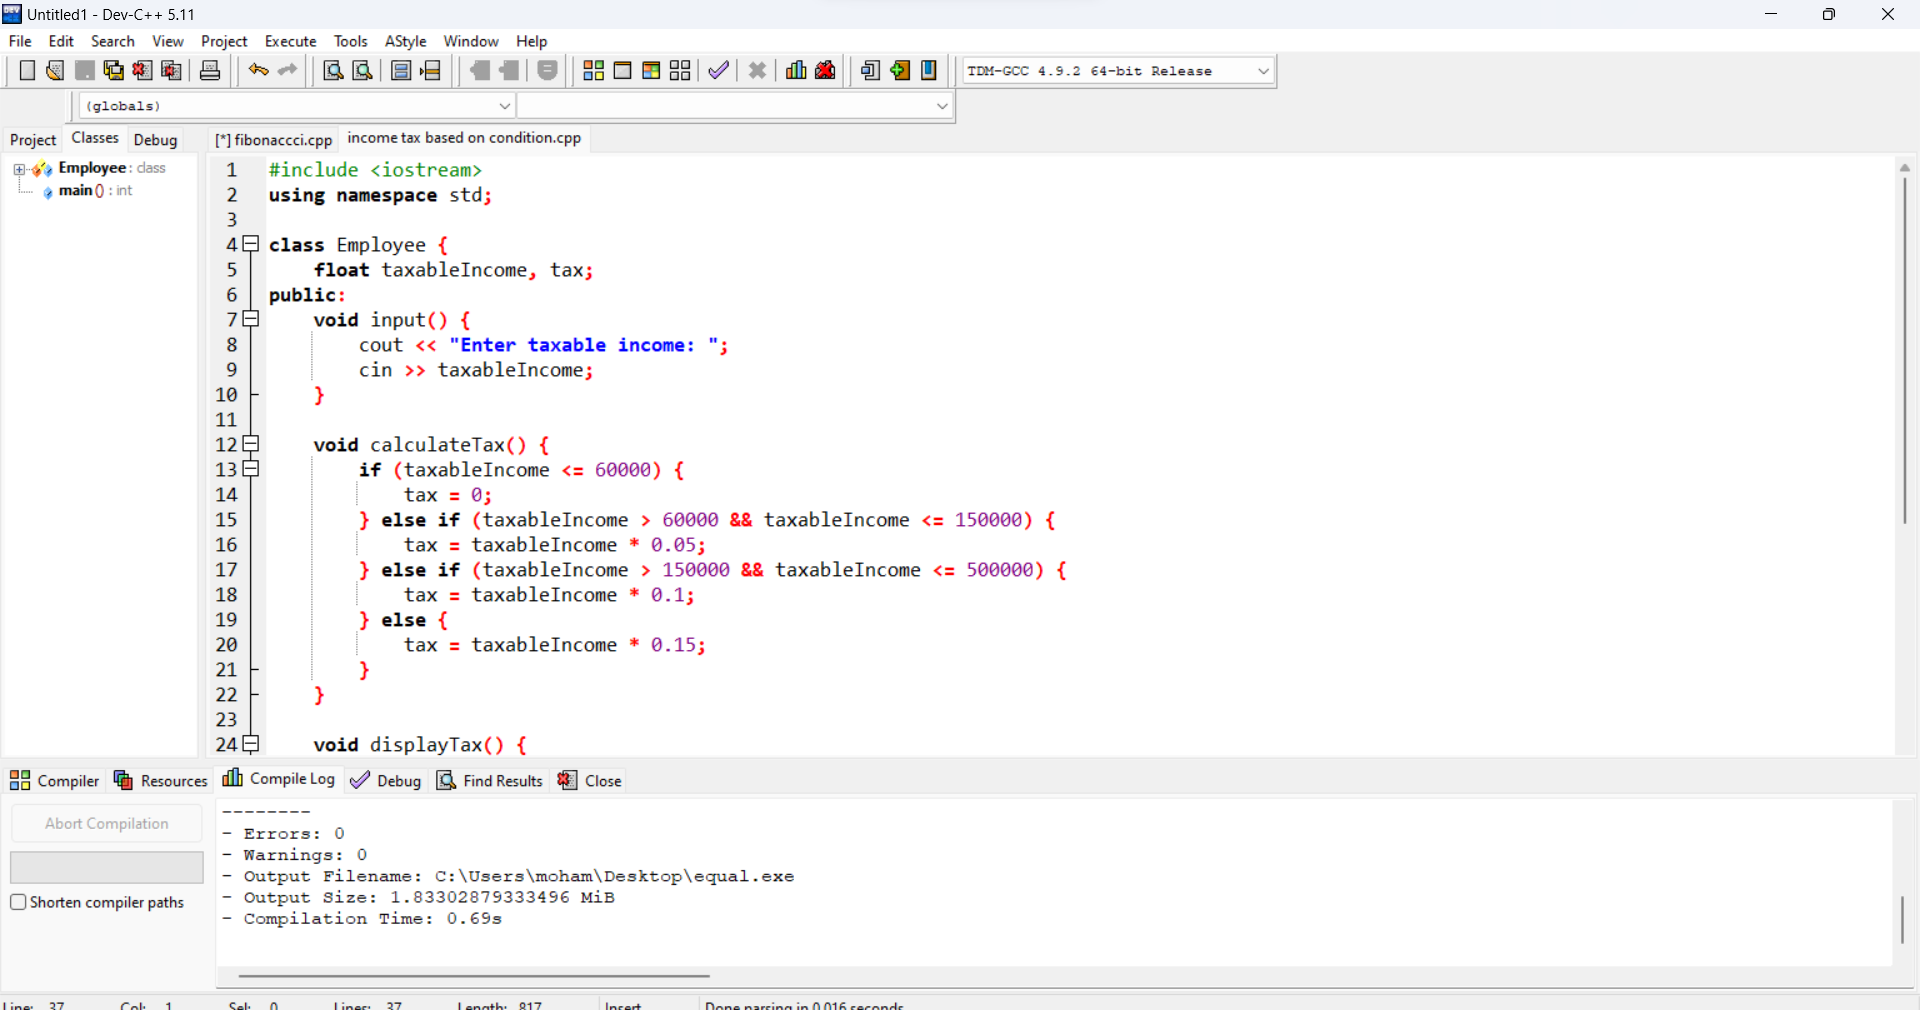 Untitled1 - Dev-C++ 5.11
File Edit Search View Project Execute Tools AStyle Window Help
TDM-GCC 4.9.2 64-bit Release
(globals)
Project Classes Debug
[*] fibonaccci.cpp income tax based on condition.cpp
Employee : class
main () : int
1 #include <iostream>
2 using namespace std;
3
4 class Employee {
5 float taxableIncome, tax;
6 public:
7 void input() {
8 cout << "Enter taxable income: ";
9 cin >> taxableIncome;
10 }
11
12 void calculateTax() {
13 if (taxableIncome <= 60000) {
14 tax = 0;
15 } else if (taxableIncome > 60000 && taxableIncome <= 150000) {
16 tax = taxableIncome * 0.05;
17 } else if (taxableIncome > 150000 && taxableIncome <= 500000) {
18 tax = taxableIncome * 0.1;
19 } else {
20 tax = taxableIncome * 0.15;
21 }
22 }
23
24 void displayTax() {
Compiler Resources Compile Log Debug Find Results Close
Abort Compilation
Shorten compiler paths
--------
- Errors: 0
- Warnings: 0
- Output Filename: C:\Users\moham\Desktop\equal.exe
- Output Size: 1.83302879333496 MiB
- Compilation Time: 0.69s
Line: 37 Col: 1 Sel: 0 Lines: 37 Length: 817 Insert Done parsing in 0.016 seconds